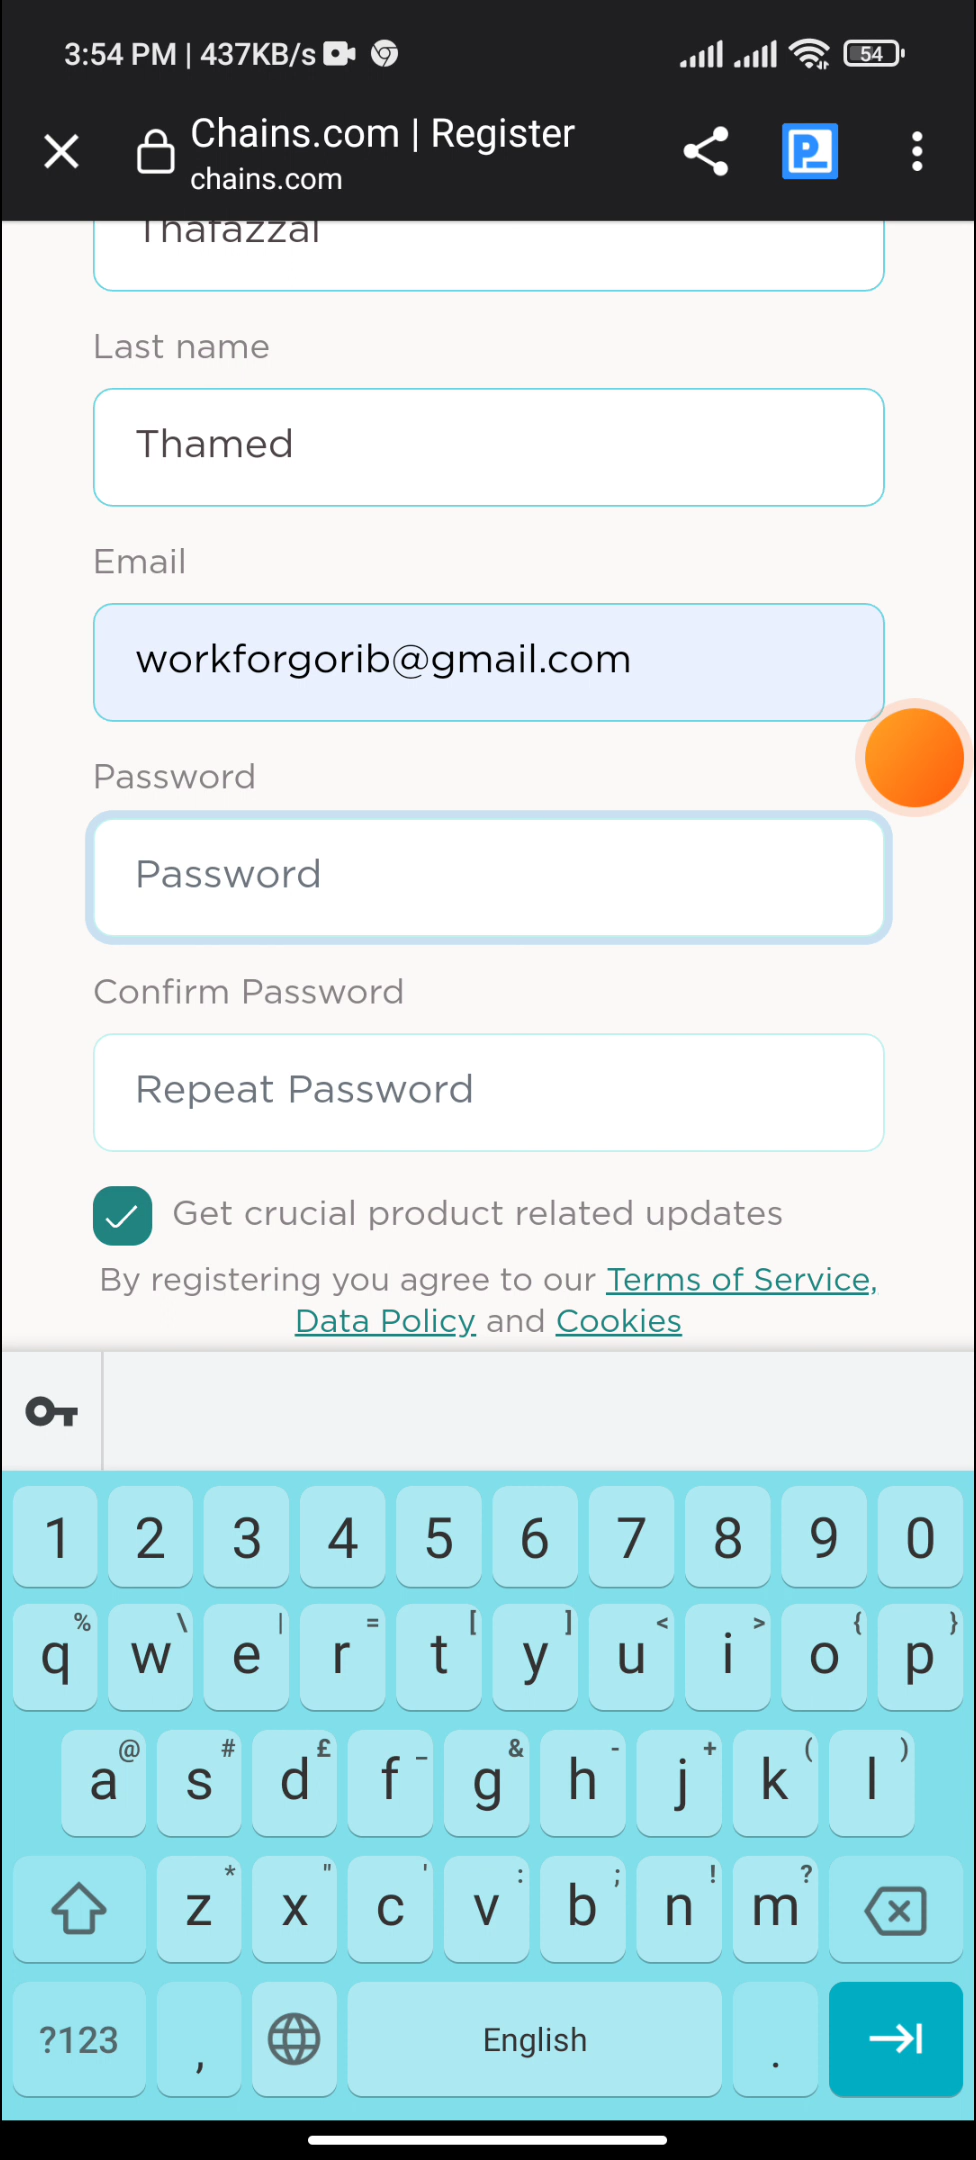 3:54 PM | 437KB/s
54
Chains.com | Register
chains.com
Thafazzal
Last name
Thamed
Email
workforgorib@gmail.com
Password
Password
Confirm Password
Repeat Password
Get crucial product related updates
By registering you agree to our Terms of Service,
Data Policy and Cookies
1 2 3 4 5 6 7 8 9 0
% \ | = [ ] < > { }
q w e r t y u i o p
@ # £ _ & - + ( )
a s d f g h j k l
* " ' : ; ! ?
z x c v b n m
?123 , English .